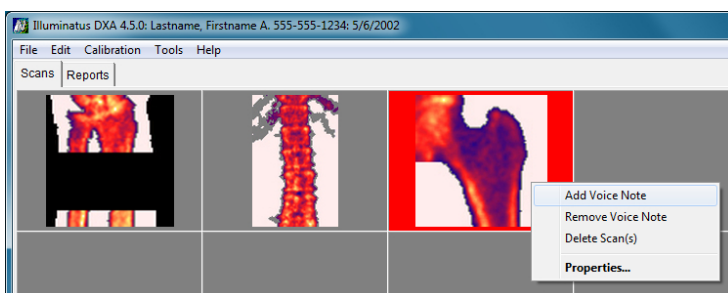 Illuminatus DXA 4.5.0: Lastname, Firstname A. 555-555-1234: 5/6/2002
File Edit Calibration Tools Help
Scans Reports
Add Voice Note
Remove Voice Note
Delete Scan(s)
Properties...